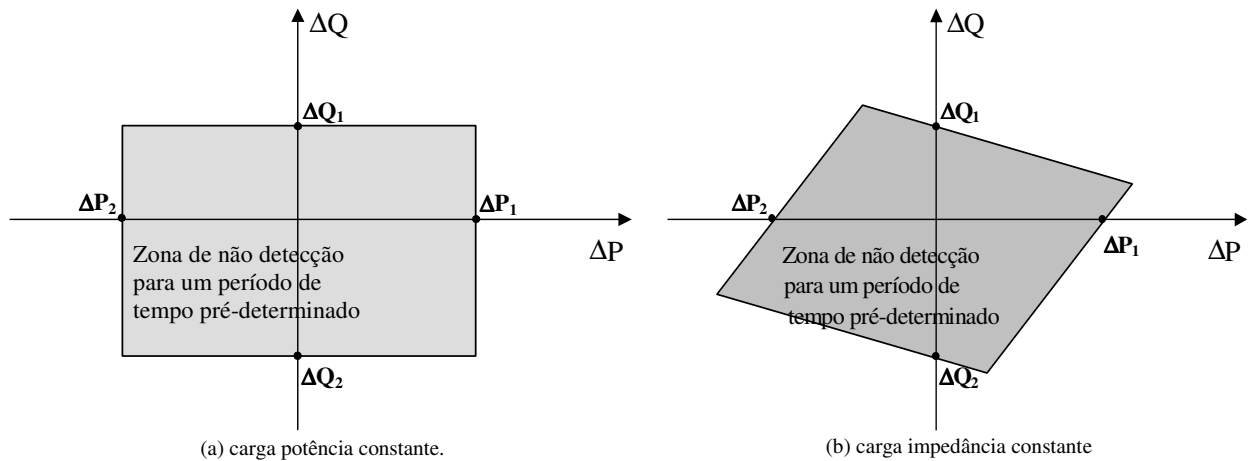 ΔQ
ΔQ₁
ΔP₂
ΔP₁
ΔP
Zona de não detecção
para um período de
tempo pré-determinado
ΔQ₂
(a) carga potência constante.
ΔQ
ΔQ₁
ΔP₂
ΔP₁
ΔP
Zona de não detecção
para um período de
tempo pré-determinado
ΔQ₂
(b) carga impedância constante